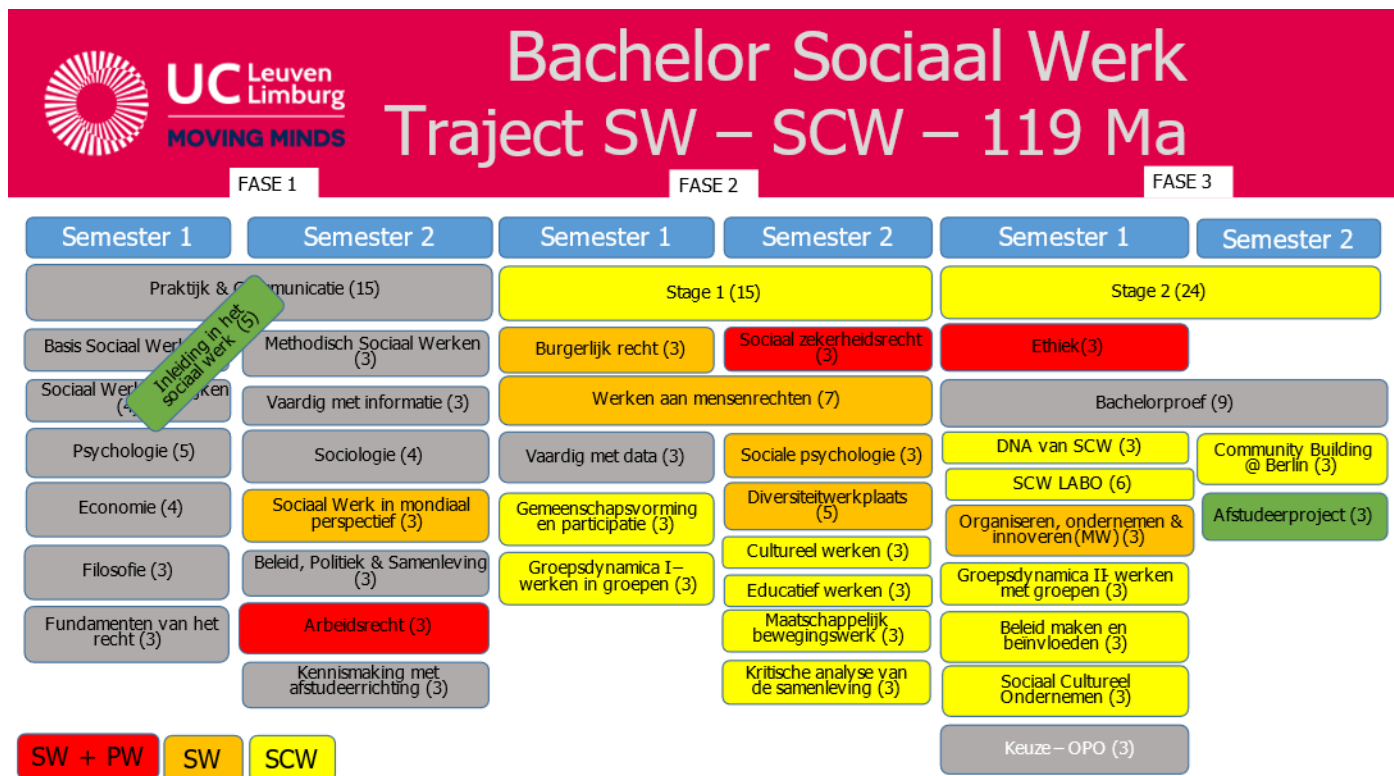 UC Leuven
Limburg
MOVING MINDS
Bachelor Sociaal Werk
Traject SW – SCW – 119 Ma
FASE 1
FASE 2
FASE 3
Semester 1
Semester 2
Semester 1
Semester 2
Semester 1
Semester 2
Praktijk & C mmunicatie (15)
Stage 1 (15)
Stage 2 (24)
Inleiding in het
sociaal werk (5)
Basis Sociaal Wer
Methodisch Sociaal Werken
(3)
Burgerlijk recht (3)
Sociaal zekerheidsrecht
(3)
Ethiek(3)
Sociaal Wer ken
(4
Vaardig met informatie (3)
Werken aan mensenrechten (7)
Bachelorproef (9)
Psychologie (5)
Sociologie (4)
Vaardig met data (3)
Sociale psychologie (3)
DNA van SCW (3)
Community Building
@ Berlin (3)
SCW LABO (6)
Economie (4)
Sociaal Werk in mondiaal
perspectief (3)
Gemeenschapsvorming
en participatie (3)
Diversiteitwerkplaats
(5)
Organiseren, ondernemen &
innoveren(MW) (3)
Afstudeerproject (3)
Filosofie (3)
Beleid, Politiek & Samenleving
(3)
Groepsdynamica I–
werken in groepen (3)
Cultureel werken (3)
Educatief werken (3)
Groepsdynamica II- werken
met groepen (3)
Fundamenten van het
recht (3)
Arbeidsrecht (3)
Maatschappelijk
bewegingswerk (3)
Beleid maken en
beïnvloeden (3)
Kennismaking met
afstudeerrichting (3)
Kritische analyse van
de samenleving (3)
Sociaal Cultureel
Ondernemen (3)
Keuze – OPO (3)
SW + PW
SW
SCW